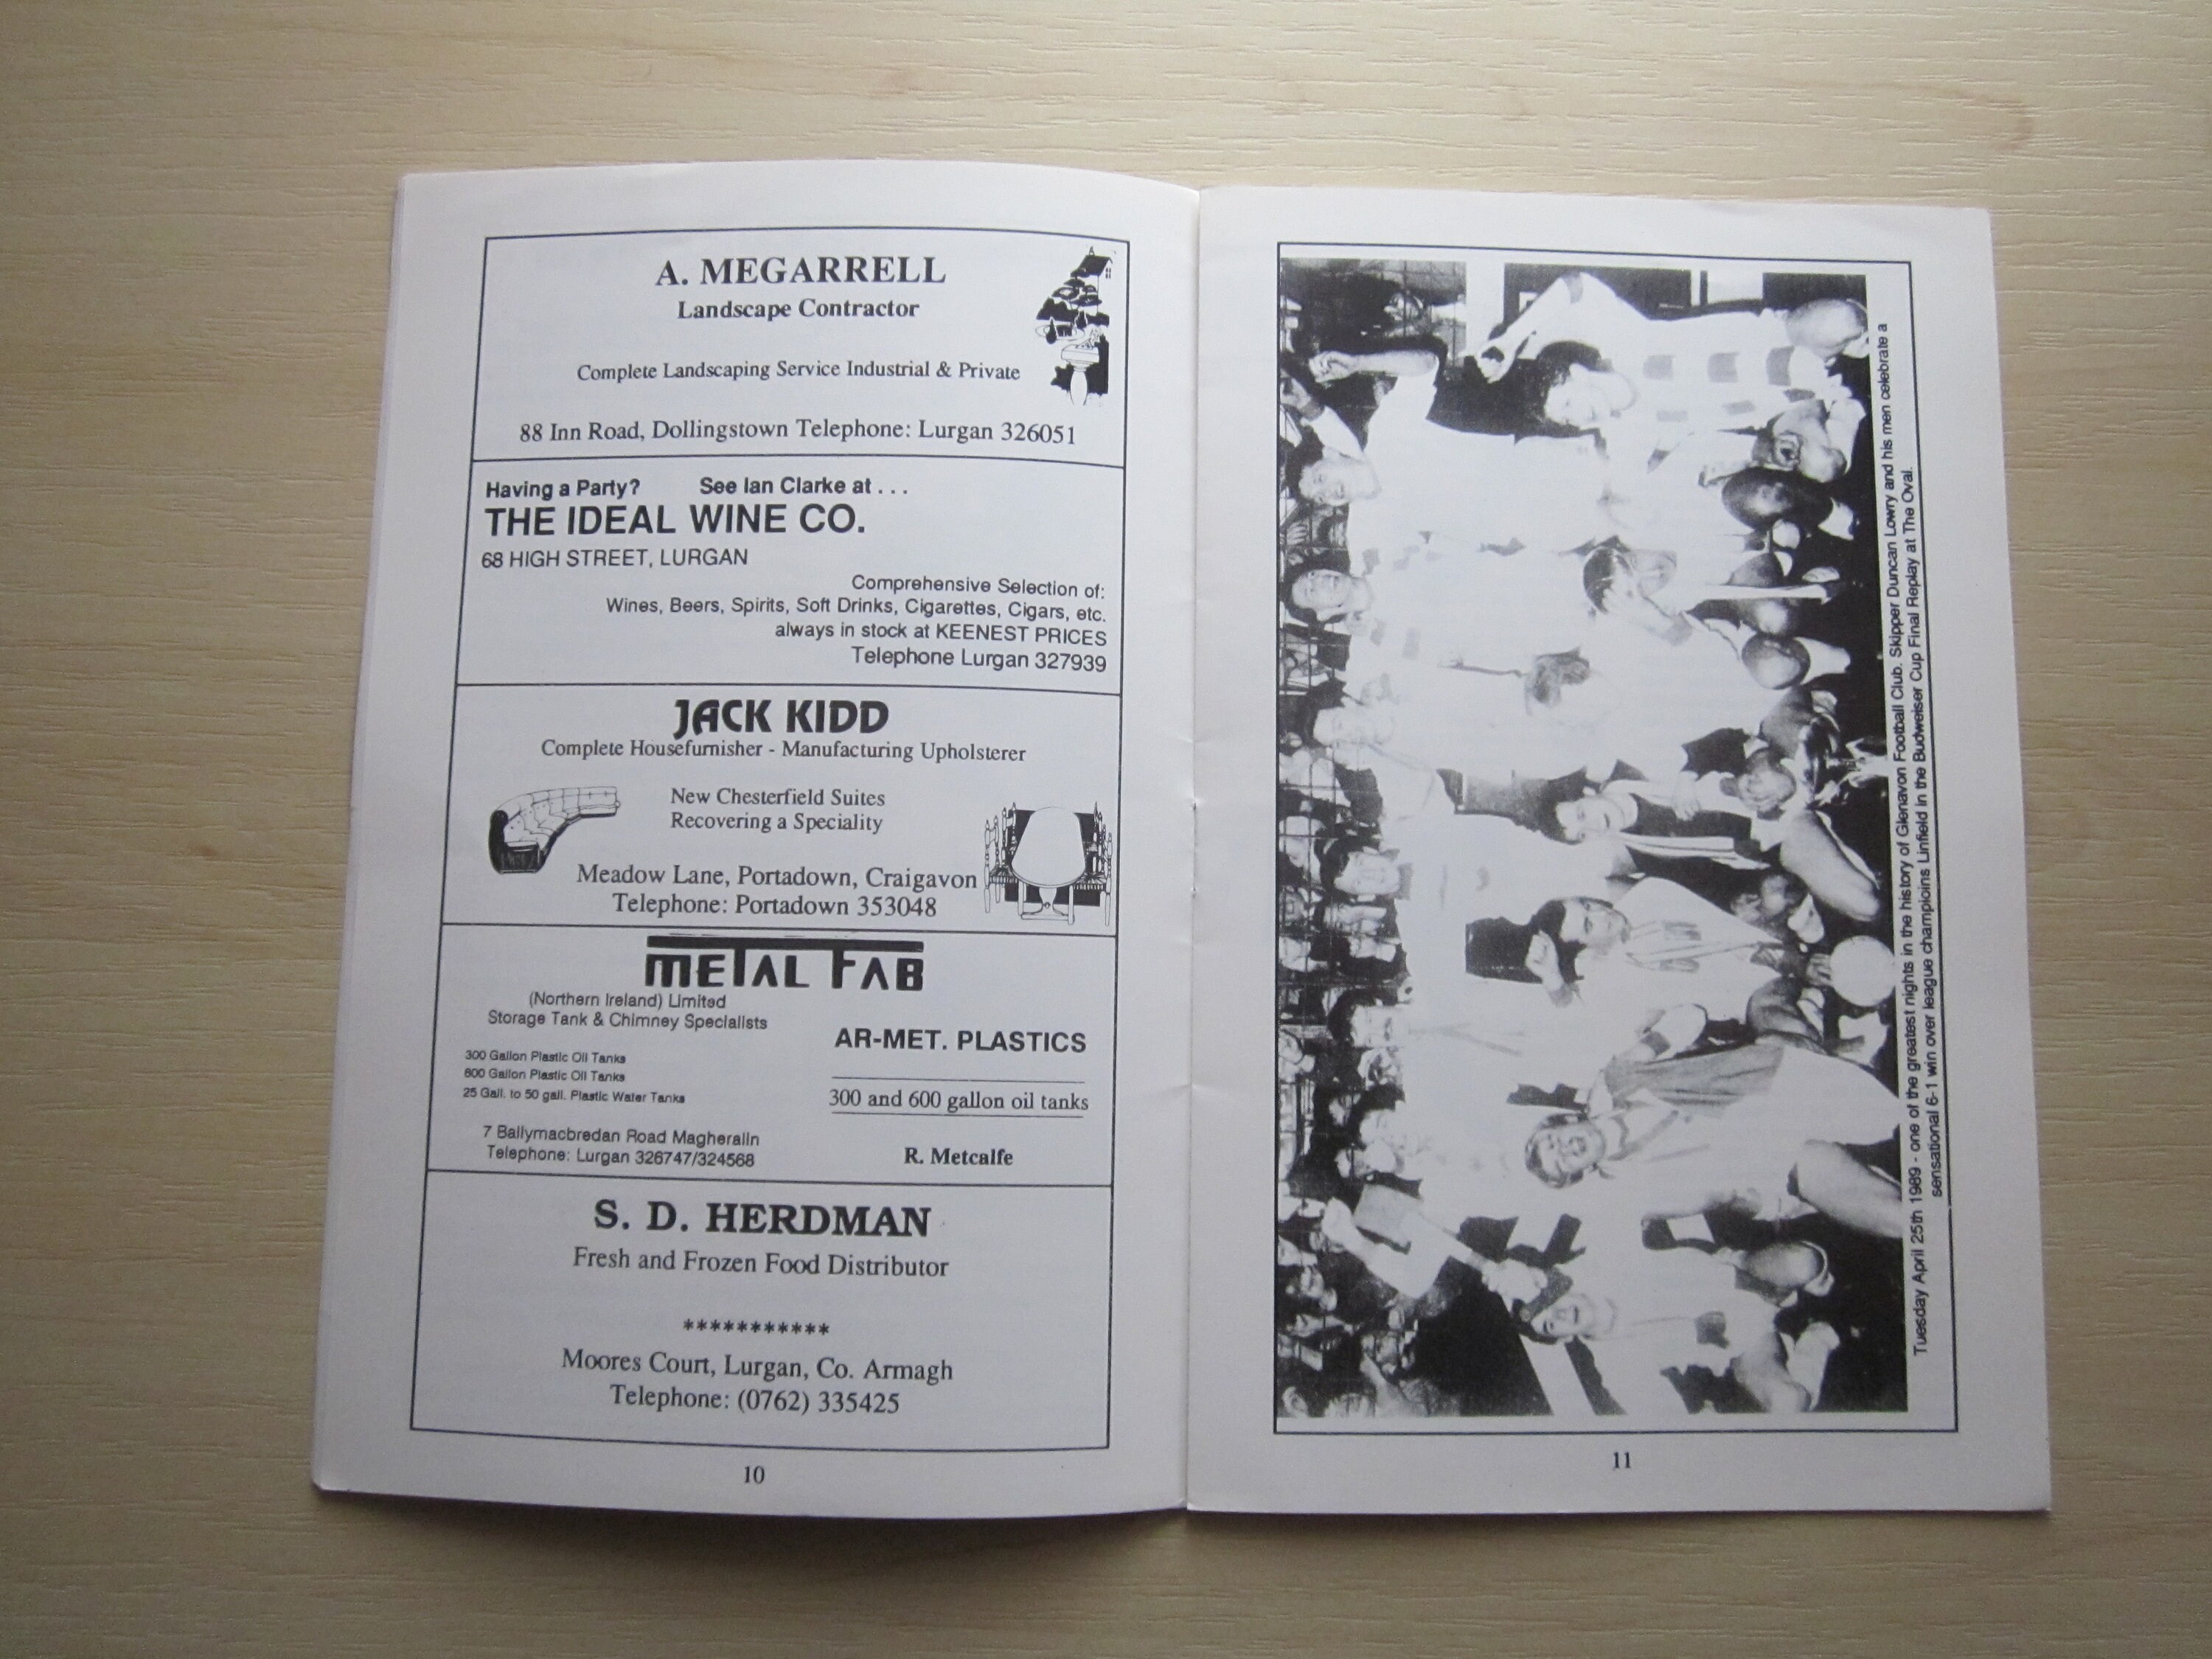 A. MEGARRELL
Landscape Contractor
Complete Landscaping Service Industrial & Private
88 Inn Road, Dollingstown Telephone: Lurgan 326051
Having a Party? See Ian Clarke at . . .
THE IDEAL WINE CO.
68 HIGH STREET, LURGAN
Comprehensive Selection of:
Wines, Beers, Spirits, Soft Drinks, Cigarettes, Cigars, etc.
always in stock at KEENEST PRICES
Telephone Lurgan 327939
JACK KIDD
Complete Housefurnisher - Manufacturing Upholsterer
New Chesterfield Suites
Recovering a Speciality
Meadow Lane, Portadown, Craigavon
Telephone: Portadown 353048
METAL FAB
(Northern Ireland) Limited
Storage Tank & Chimney Specialists
300 Gallon Plastic Oil Tanks
600 Gallon Plastic Oil Tanks
25 Gall. to 50 gall. Plastic Water Tanks
7 Ballymacbredan Road Magheralin
Telephone: Lurgan 326747/324568
AR-MET. PLASTICS
300 and 600 gallon oil tanks
R. Metcalfe
S. D. HERDMAN
Fresh and Frozen Food Distributor
***********
Moores Court, Lurgan, Co. Armagh
Telephone: (0762) 335425
10
Tuesday April 25th 1989 - one of the greatest nights in the history of Glenavon Football Club. Skipper Duncan Lowry and his men celebrate a
sensational 6-1 win over league champioins Linfield in the Budweiser Cup Final Replay at The Oval.
11